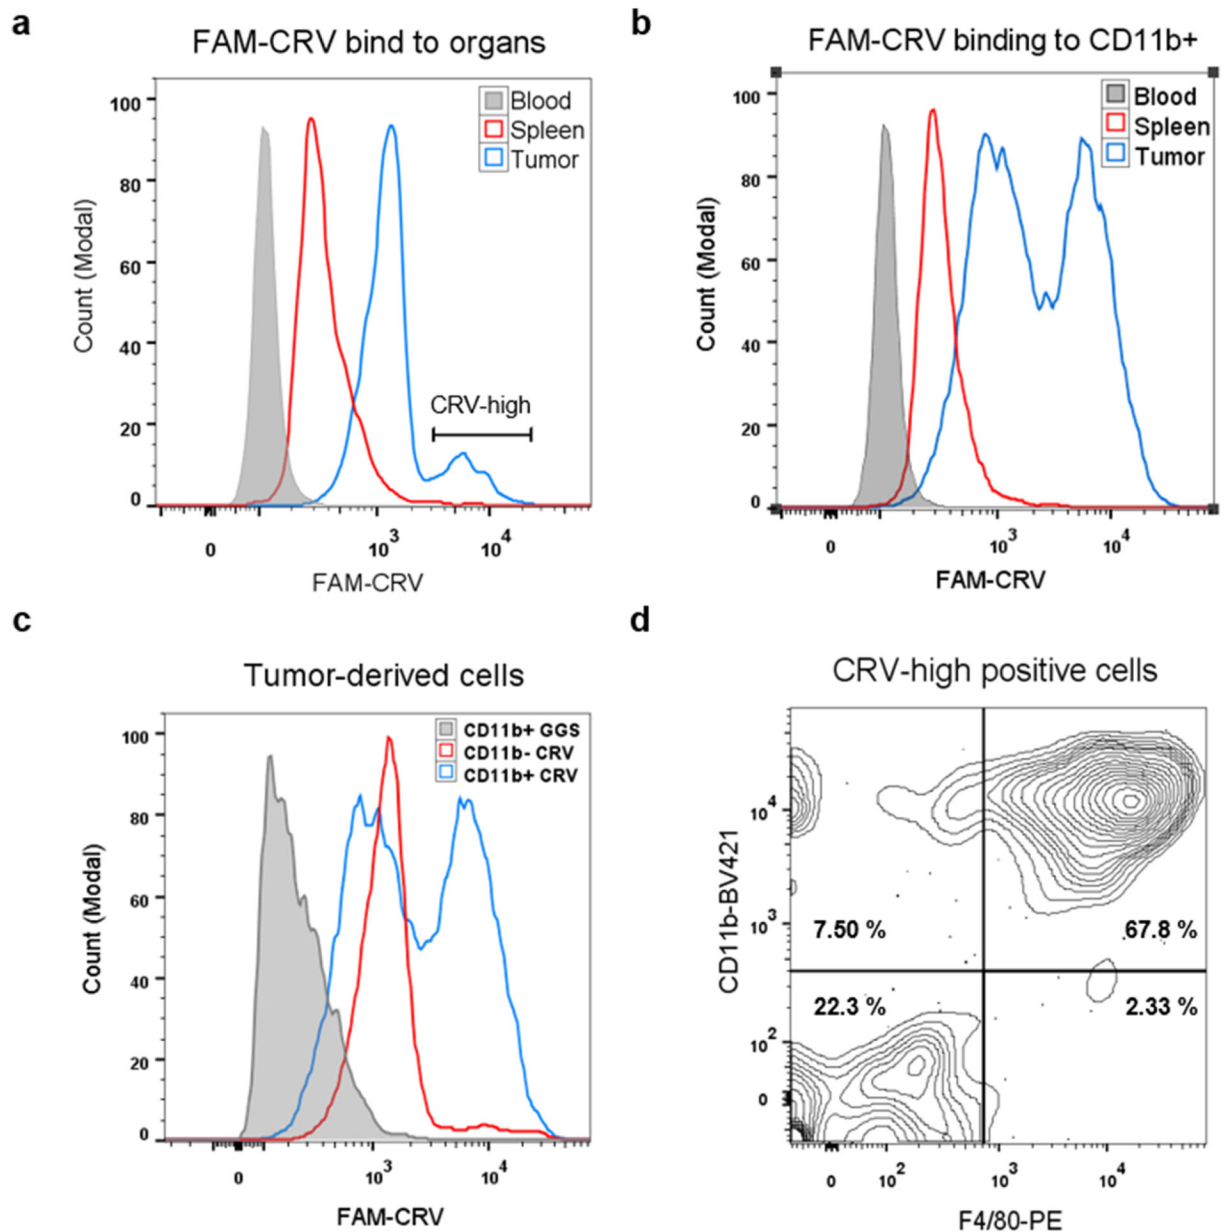 a
FAM-CRV bind to organs
Blood
Spleen
Tumor
CRV-high
100
80
60
40
20
0
Count (Modal)
0
10³
10⁴
FAM-CRV
b
FAM-CRV binding to CD11b+
Blood
Spleen
Tumor
100
80
60
40
20
0
Count (Modal)
0
10³
10⁴
FAM-CRV
c
Tumor-derived cells
CD11b+ GGS
CD11b- CRV
CD11b+ CRV
100
80
60
40
20
0
Count (Modal)
0
10³
10⁴
FAM-CRV
d
CRV-high positive cells
10⁴
10³
10²
0
CD11b-BV421
7.50 %
67.8 %
22.3 %
2.33 %
0
10²
10³
10⁴
F4/80-PE